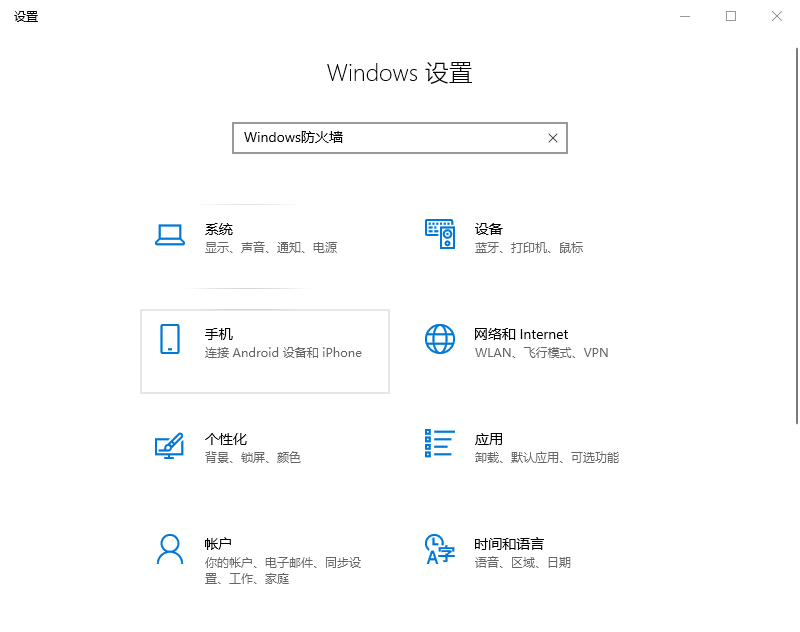 设置
Windows 设置
Windows防火墙
系统
显示、声音、通知、电源
设备
蓝牙、打印机、鼠标
手机
连接 Android 设备和 iPhone
网络和 Internet
WLAN、飞行模式、VPN
个性化
背景、锁屏、颜色
应用
卸载、默认应用、可选功能
帐户
你的帐户、电子邮件、同步设
置、工作、家庭
时间和语言
语音、区域、日期